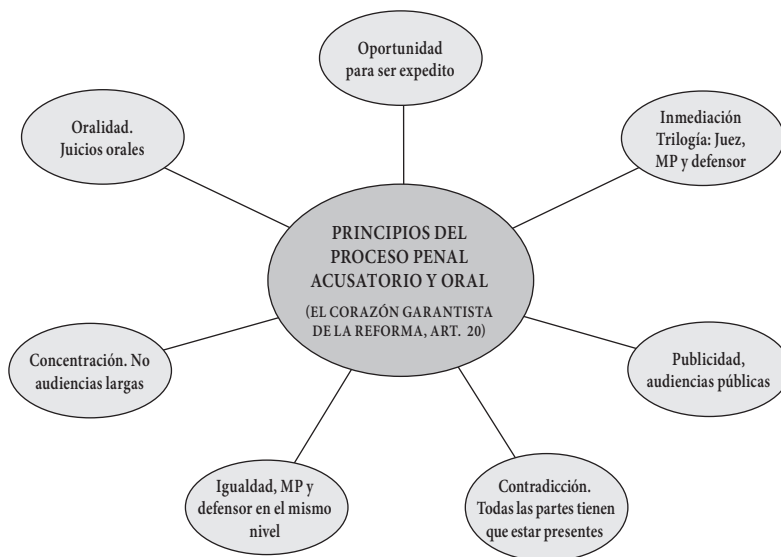 Oportunidad
para ser expedito
Oralidad.
Juicios orales
Inmediación
Trilogía: Juez,
MP y defensor
PRINCIPIOS DEL
PROCESO PENAL
ACUSATORIO Y ORAL
(EL CORAZÓN GARANTISTA
DE LA REFORMA, ART. 20)
Concentración. No
audiencias largas
Publicidad,
audiencias públicas
Igualdad, MP y
defensor en el mismo
nivel
Contradicción.
Todas las partes tienen
que estar presentes